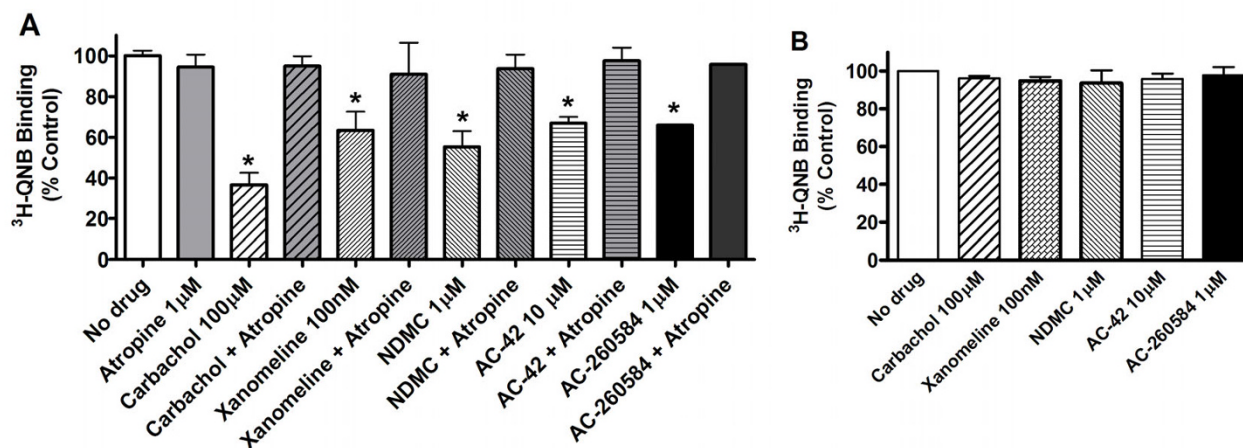 A
³H-QNB Binding
(% Control)
100
80
60
40
20
0
*
*
*
*
*
No drug
Atropine 1μM
Carbachol 100μM
Carbachol + Atropine
Xanomeline 100nM
Xanomeline + Atropine
NDMC 1μM
NDMC + Atropine
AC-42 10 μM
AC-42 + Atropine
AC-260584 1μM
AC-260584 + Atropine
B
³H-QNB Binding
(% Control)
100
80
60
40
20
0
No drug
Carbachol 100μM
Xanomeline 100nM
NDMC 1μM
AC-42 10μM
AC-260584 1μM